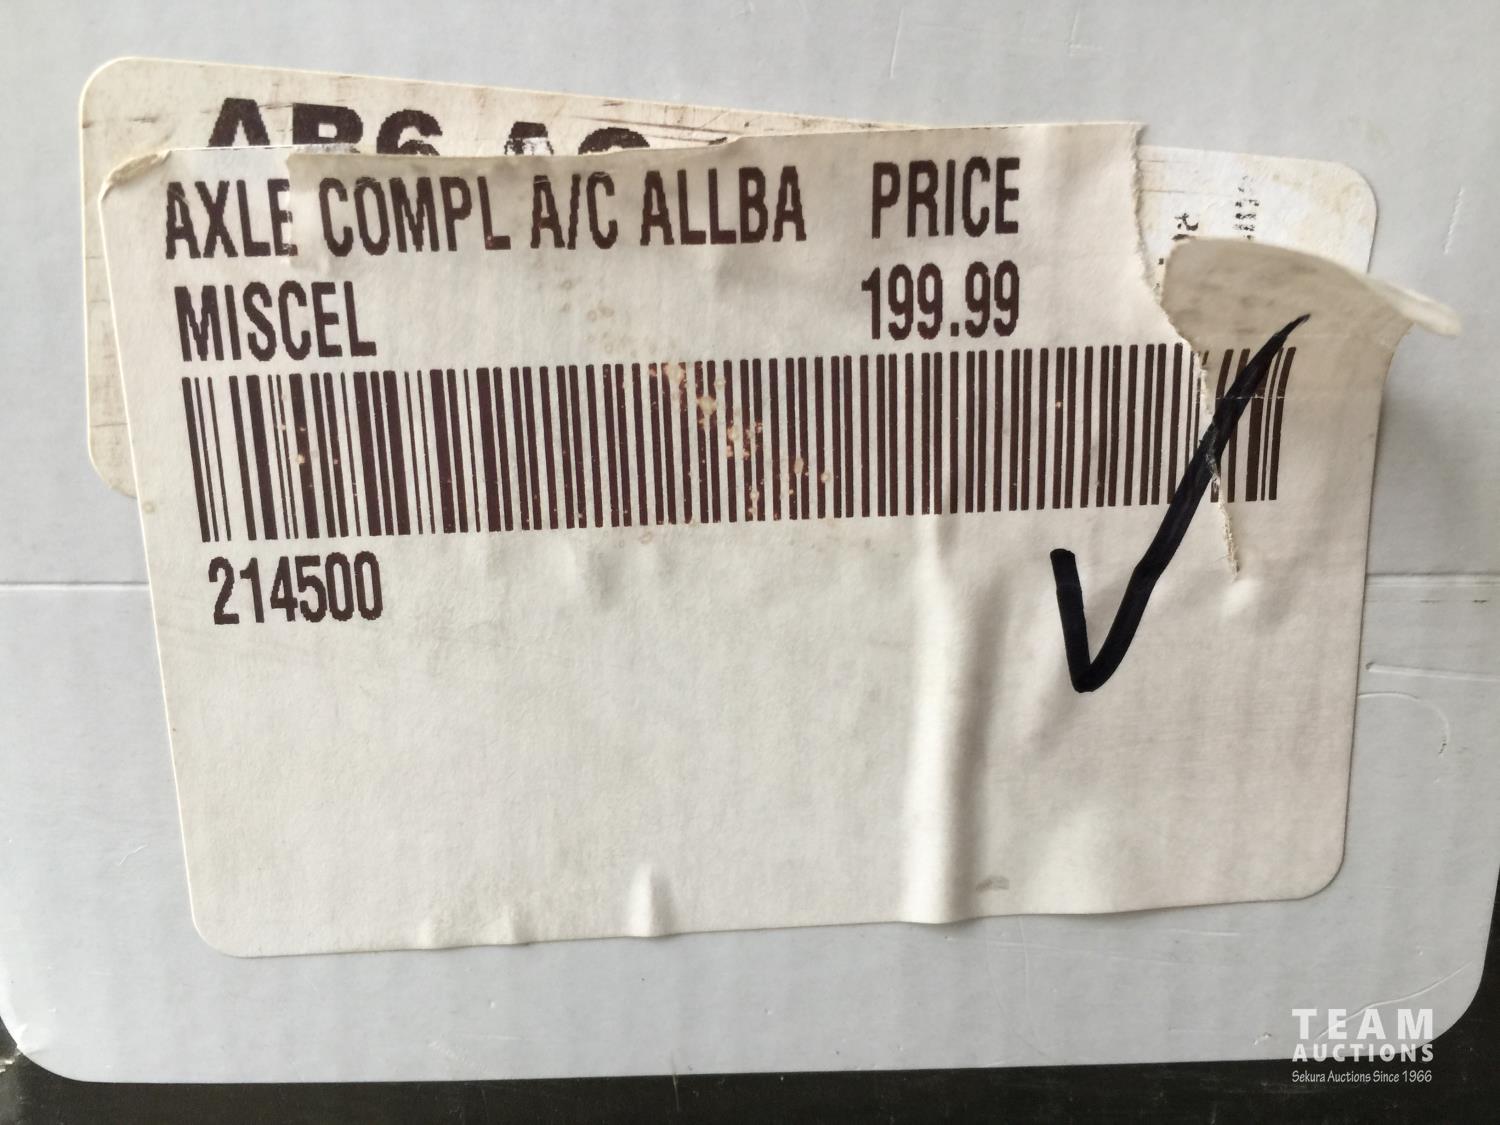 AXLE COMPL A/C ALLBA PRICE
MISCEL 199.99
214500
TEAM
AUCTIONS
Sekura Auctions Since 1966